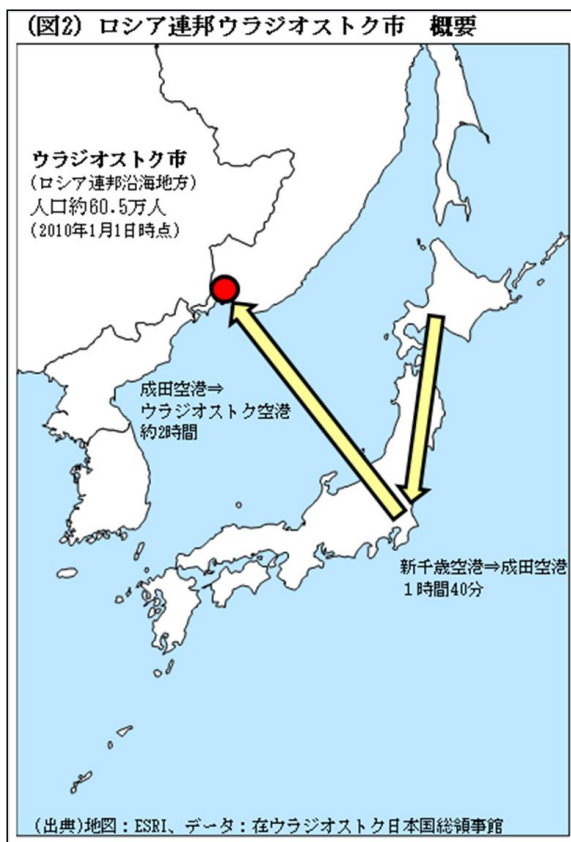 (図2) ロシア連邦ウラジオストク市　概要
ウラジオストク市
(ロシア連邦沿海地方)
人口約60.5万人
(2010年1月1日時点)
成田空港⇒
ウラジオストク空港
約2時間
新千歳空港⇒成田空港
１時間40分
(出典)地図：ESRI、データ：在ウラジオストク日本国総領事館